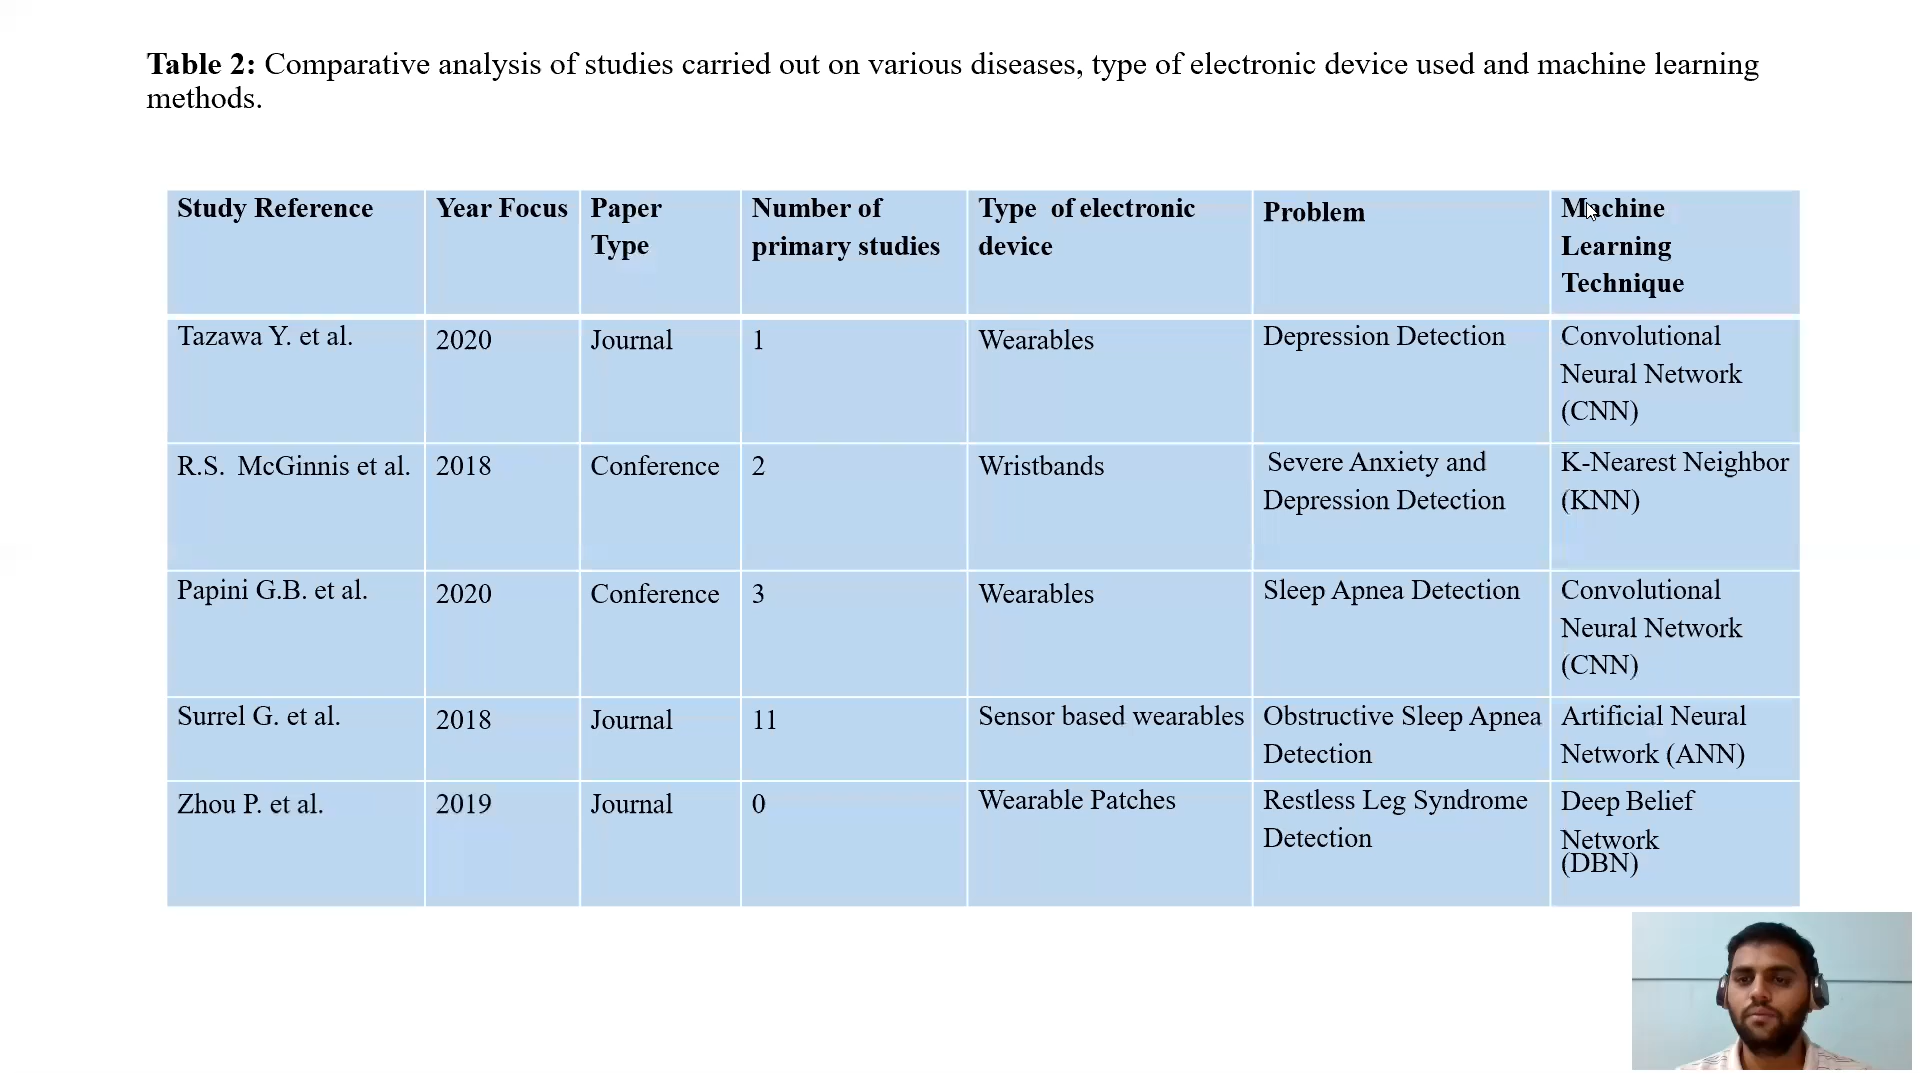 Table 2: Comparative analysis of studies carried out on various diseases, type of electronic device used and machine learning
methods.
Study Reference
Year Focus
Paper
Type
Number of
primary studies
Type of electronic
device
Problem
Machine
Learning
Technique
Tazawa Y. et al.
2020
Journal
1
Wearables
Depression Detection
Convolutional
Neural Network
(CNN)
R.S. McGinnis et al.
2018
Conference
2
Wristbands
Severe Anxiety and
Depression Detection
K-Nearest Neighbor
(KNN)
Papini G.B. et al.
2020
Conference
3
Wearables
Sleep Apnea Detection
Convolutional
Neural Network
(CNN)
Surrel G. et al.
2018
Journal
11
Sensor based wearables
Obstructive Sleep Apnea
Detection
Artificial Neural
Network (ANN)
Zhou P. et al.
2019
Journal
0
Wearable Patches
Restless Leg Syndrome
Detection
Deep Belief
Network
(DBN)